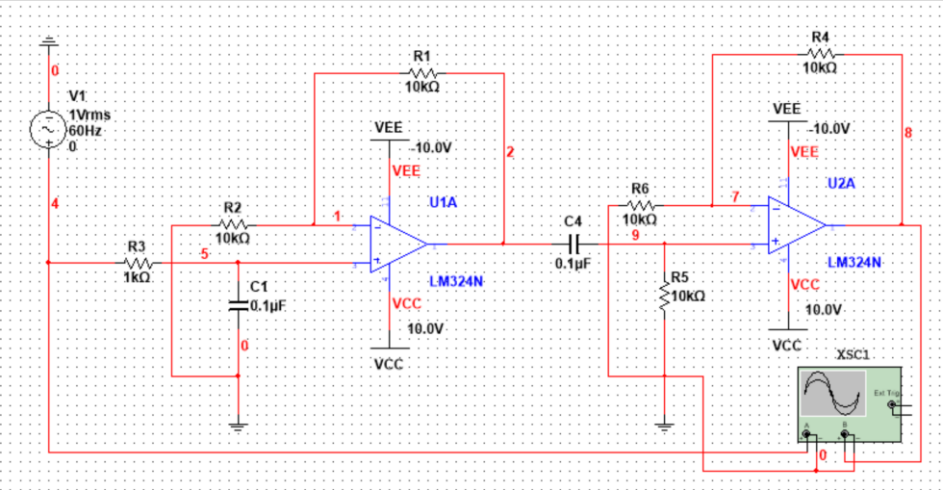 0
V1
1Vrms
60Hz
0
4
R3
1kΩ
R2
10kΩ
5
C1
0.1µF
0
R1
10kΩ
VEE
-10.0V
VEE
1
2
U1A
LM324N
VCC
10.0V
VCC
2
C4
0.1µF
R6
10kΩ
9
R5
10kΩ
R4
10kΩ
VEE
-10.0V
VEE
7
8
U2A
LM324N
VCC
10.0V
VCC
XSC1
Ext Trig
A
B
0